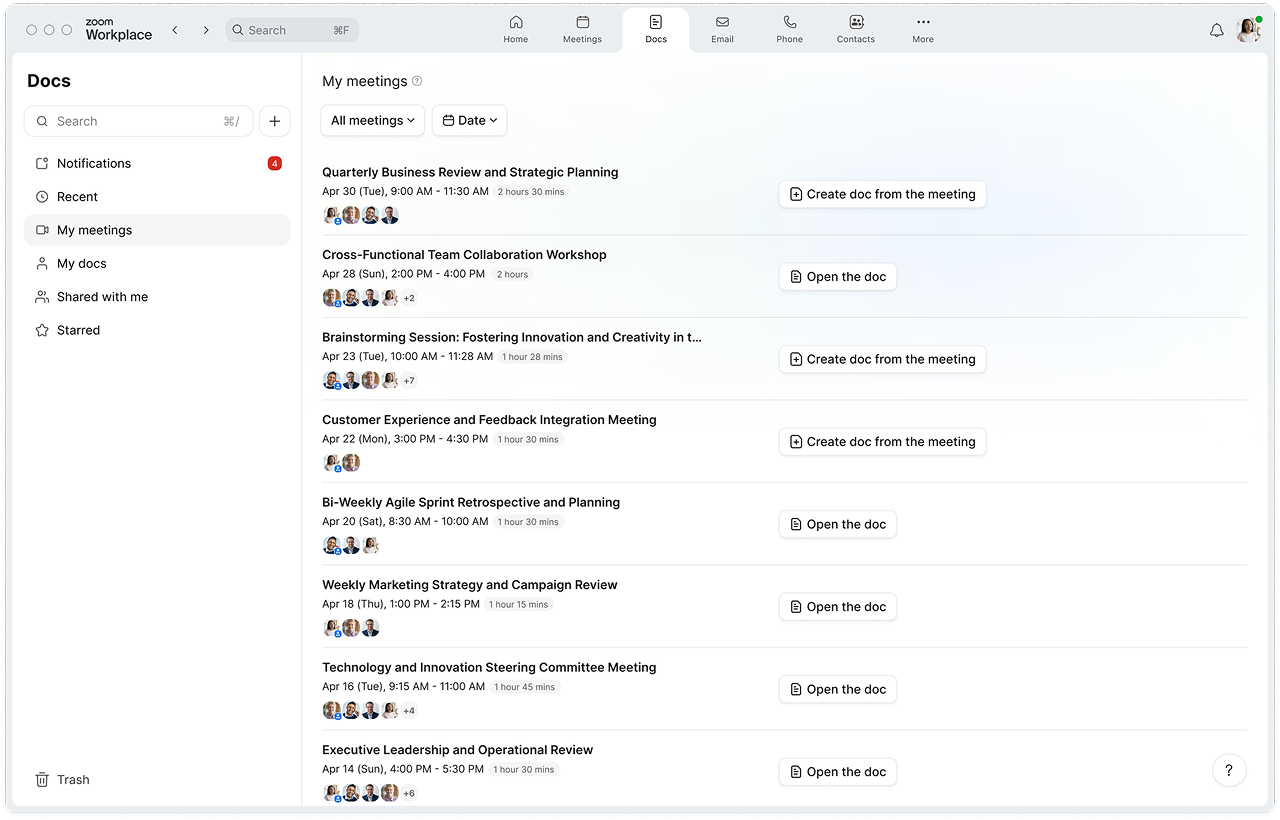 zoom
Workplace
Search ⌘F
Home
Meetings
Docs
Email
Phone
Contacts
More
Docs
Search ⌘/
Notifications 4
Recent
My meetings
My docs
Shared with me
Starred
Trash
My meetings ?
All meetings
Date
Quarterly Business Review and Strategic Planning
Apr 30 (Tue), 9:00 AM - 11:30 AM 2 hours 30 mins
Create doc from the meeting
Cross-Functional Team Collaboration Workshop
Apr 28 (Sun), 2:00 PM - 4:00 PM 2 hours
+2
Open the doc
Brainstorming Session: Fostering Innovation and Creativity in t...
Apr 23 (Tue), 10:00 AM - 11:28 AM 1 hour 28 mins
+7
Create doc from the meeting
Customer Experience and Feedback Integration Meeting
Apr 22 (Mon), 3:00 PM - 4:30 PM 1 hour 30 mins
Create doc from the meeting
Bi-Weekly Agile Sprint Retrospective and Planning
Apr 20 (Sat), 8:30 AM - 10:00 AM 1 hour 30 mins
Open the doc
Weekly Marketing Strategy and Campaign Review
Apr 18 (Thu), 1:00 PM - 2:15 PM 1 hour 15 mins
Open the doc
Technology and Innovation Steering Committee Meeting
Apr 16 (Tue), 9:15 AM - 11:00 AM 1 hour 45 mins
+4
Open the doc
Executive Leadership and Operational Review
Apr 14 (Sun), 4:00 PM - 5:30 PM 1 hour 30 mins
+6
Open the doc
?